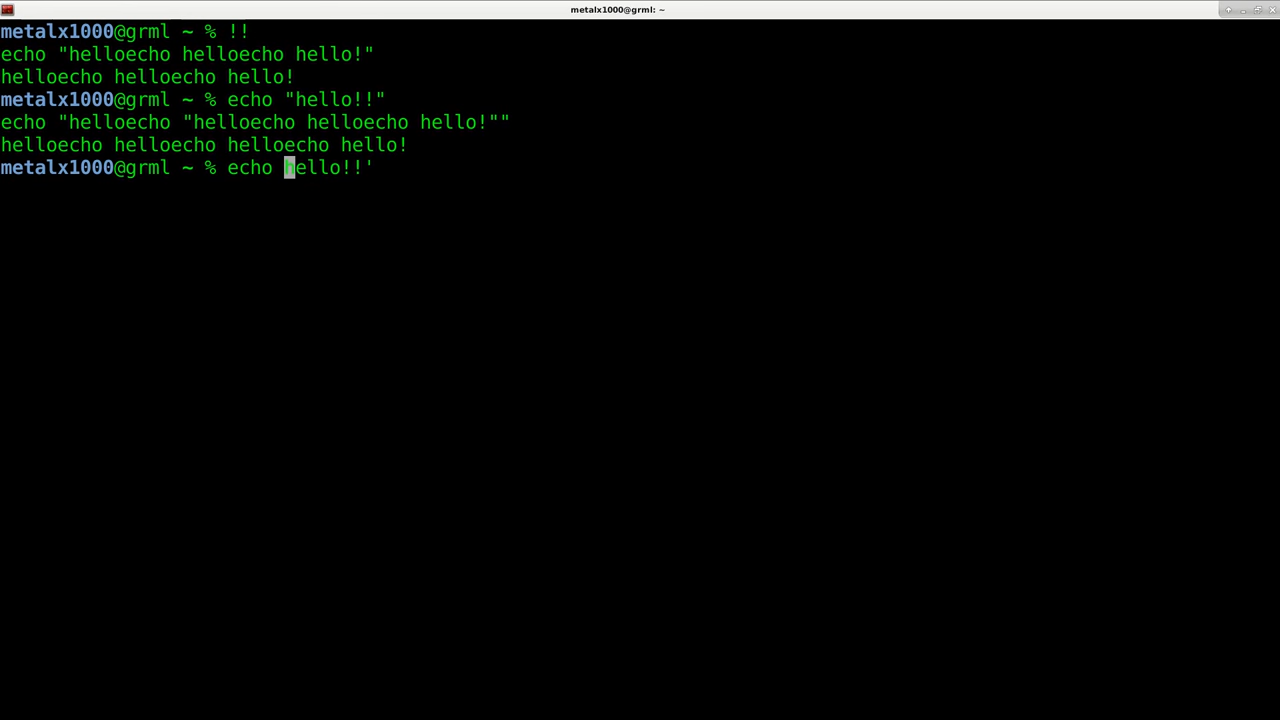 metalx1000@grml: ~
metalx1000@grml ~ % !!
echo "helloecho helloecho hello!"
helloecho helloecho hello!
metalx1000@grml ~ % echo "hello!!"
echo "helloecho "helloecho helloecho hello!""
helloecho helloecho helloecho hello!
metalx1000@grml ~ % echo hello!!'